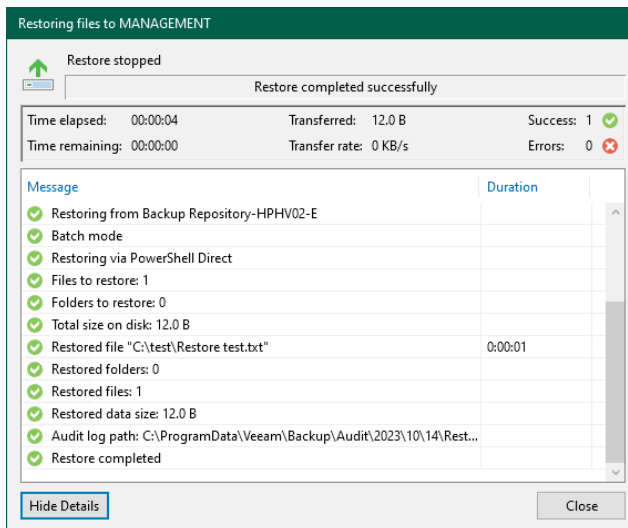 Restoring files to MANAGEMENT
Restore stopped
Restore completed successfully
Time elapsed: 00:00:04 Transferred: 12.0 B Success: 1
Time remaining: 00:00:00 Transfer rate: 0 KB/s Errors: 0
Message Duration
Restoring from Backup Repository-HPHV02-E
Batch mode
Restoring via PowerShell Direct
Files to restore: 1
Folders to restore: 0
Total size on disk: 12.0 B
Restored file "C:\test\Restore test.txt" 0:00:01
Restored folders: 0
Restored files: 1
Restored data size: 12.0 B
Audit log path: C:\ProgramData\Veeam\Backup\Audit\2023\10\14\Rest...
Restore completed
Hide Details Close